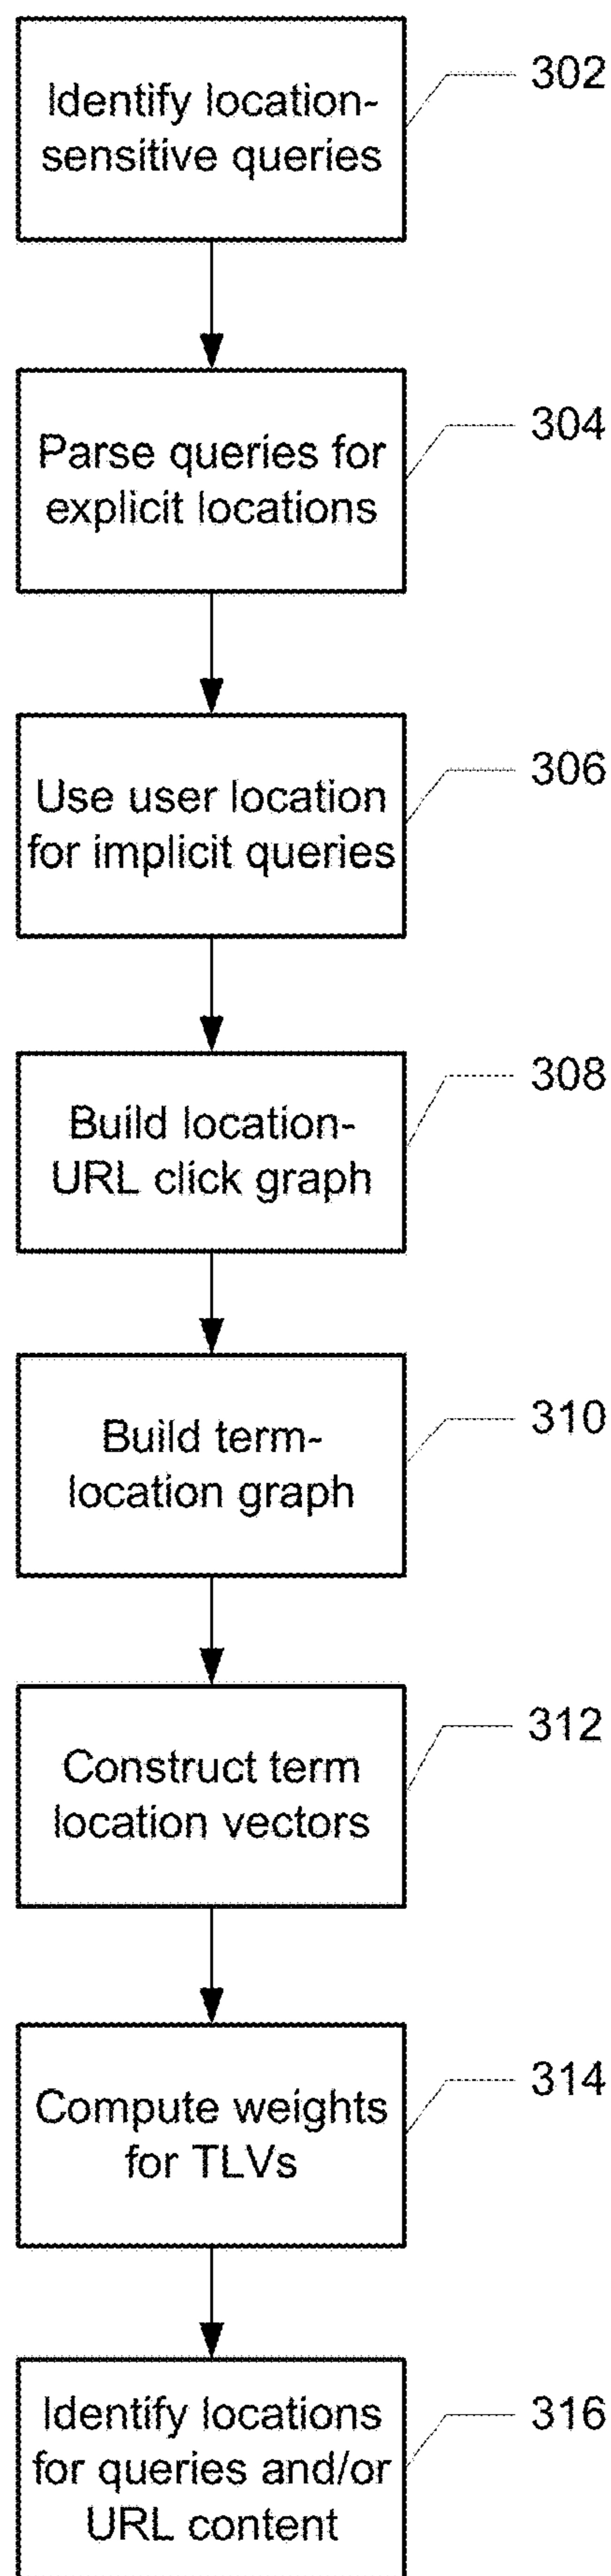 Identify location-
sensitive queries
302
Parse queries for
explicit locations
304
Use user location
for implicit queries
306
Build location-
URL click graph
308
Build term-
location graph
310
Construct term
location vectors
312
Compute weights
for TLVs
314
Identify locations
for queries and/or
URL content
316